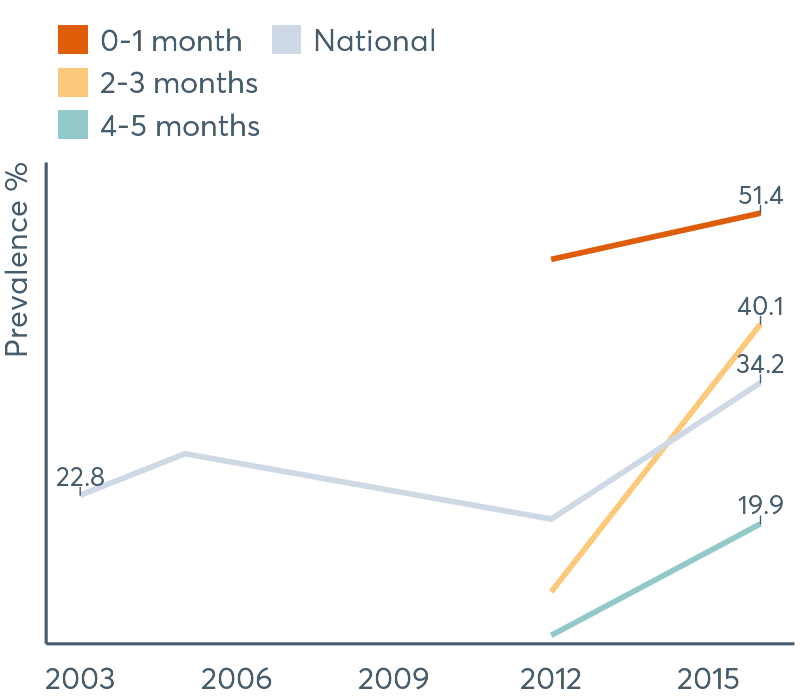 0-1 month National
2-3 months
4-5 months
Prevalence %
51.4
40.1
34.2
22.8
19.9
2003 2006 2009 2012 2015